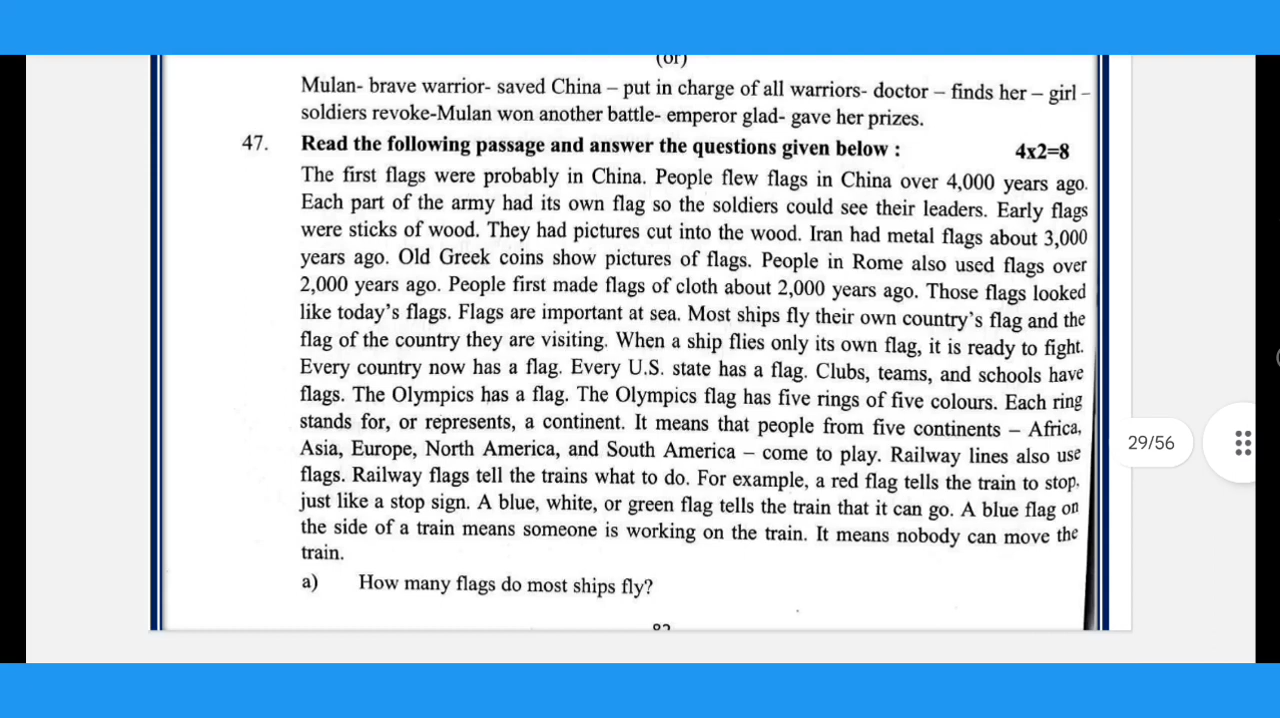 (or)
Mulan- brave warrior- saved China – put in charge of all warriors- doctor – finds her – girl –
soldiers revoke-Mulan won another battle- emperor glad- gave her prizes.
47. Read the following passage and answer the questions given below : 4x2=8
The first flags were probably in China. People flew flags in China over 4,000 years ago.
Each part of the army had its own flag so the soldiers could see their leaders. Early flags
were sticks of wood. They had pictures cut into the wood. Iran had metal flags about 3,000
years ago. Old Greek coins show pictures of flags. People in Rome also used flags over
2,000 years ago. People first made flags of cloth about 2,000 years ago. Those flags looked
like today's flags. Flags are important at sea. Most ships fly their own country's flag and the
flag of the country they are visiting. When a ship flies only its own flag, it is ready to fight.
Every country now has a flag. Every U.S. state has a flag. Clubs, teams, and schools have
flags. The Olympics has a flag. The Olympics flag has five rings of five colours. Each ring
stands for, or represents, a continent. It means that people from five continents – Africa,
Asia, Europe, North America, and South America – come to play. Railway lines also use
flags. Railway flags tell the trains what to do. For example, a red flag tells the train to stop,
just like a stop sign. A blue, white, or green flag tells the train that it can go. A blue flag on
the side of a train means someone is working on the train. It means nobody can move the
train.
a) How many flags do most ships fly?
29/56